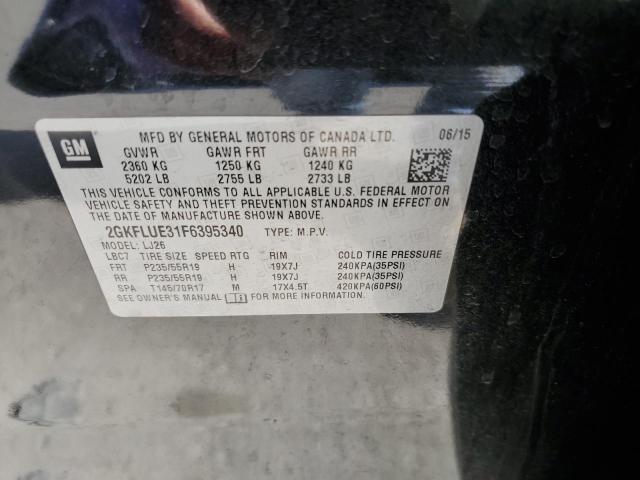 GM
MFD BY GENERAL MOTORS OF CANADA LTD. 06/15
GVWR GAWR FRT GAWR RR
2360 KG 1250 KG 1240 KG
5202 LB 2755 LB 2733 LB
THIS VEHICLE CONFORMS TO ALL APPLICABLE U.S. FEDERAL MOTOR
VEHICLE SAFETY AND THEFT PREVENTION STANDARDS IN EFFECT ON
THE DATE OF MANUFACTURE SHOWN ABOVE.
2GKFLUE31F6395340 TYPE: M.P.V.
MODEL: LJ26
LBC7 TIRE SIZE SPEED RTG RIM COLD TIRE PRESSURE
FRT P235/55R19 H 19X7J 240KPA(35PSI)
RR P235/55R19 H 19X7J 240KPA(35PSI)
SPA T145/70R17 M 17X4.5T 420KPA(60PSI)
SEE OWNER'S MANUAL FOR MORE INFORMATION.